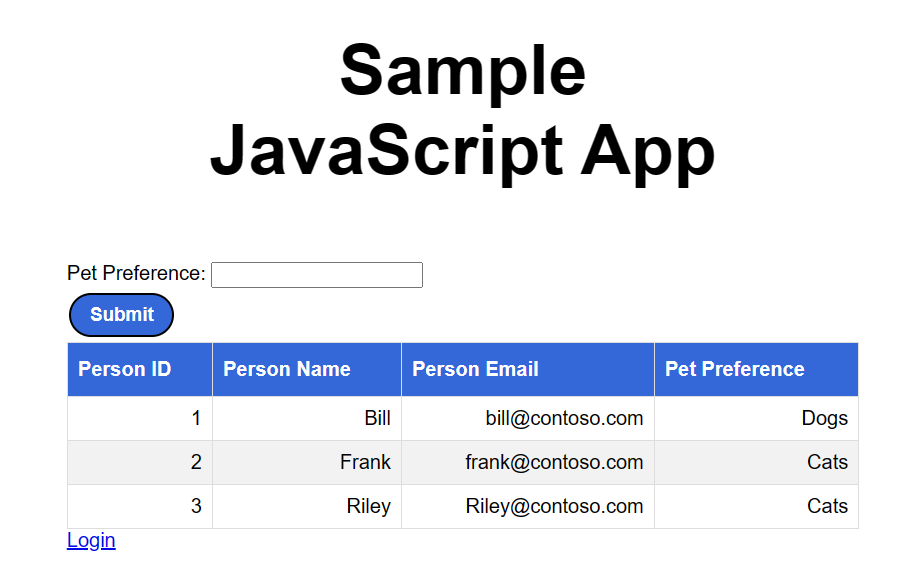 Sample
JavaScript App
Pet Preference:
Submit
Person ID Person Name Person Email Pet Preference
1 Bill bill@contoso.com Dogs
2 Frank frank@contoso.com Cats
3 Riley Riley@contoso.com Cats
Login